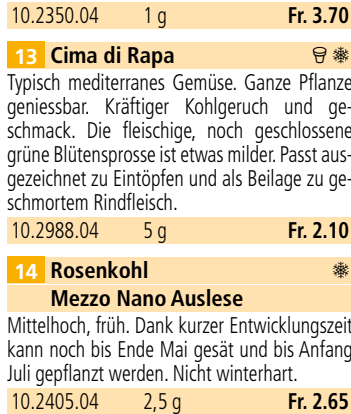 10.2350.04 1 g Fr. 3.70
13 Cima di Rapa
Typisch mediterranes Gemüse. Ganze Pflanze
geniessbar. Kräftiger Kohlgeruch und ge-
schmack. Die fleischige, noch geschlossene
grüne Blütensprosse ist etwas milder. Passt aus-
gezeichnet zu Eintöpfen und als Beilage zu ge-
schmortem Rindfleisch.
10.2988.04 5 g Fr. 2.10
14 Rosenkohl
Mezzo Nano Auslese
Mittelhoch, früh. Dank kurzer Entwicklungszeit
kann noch bis Ende Mai gesät und bis Anfang
Juli gepflanzt werden. Nicht winterhart.
10.2405.04 2,5 g Fr. 2.65